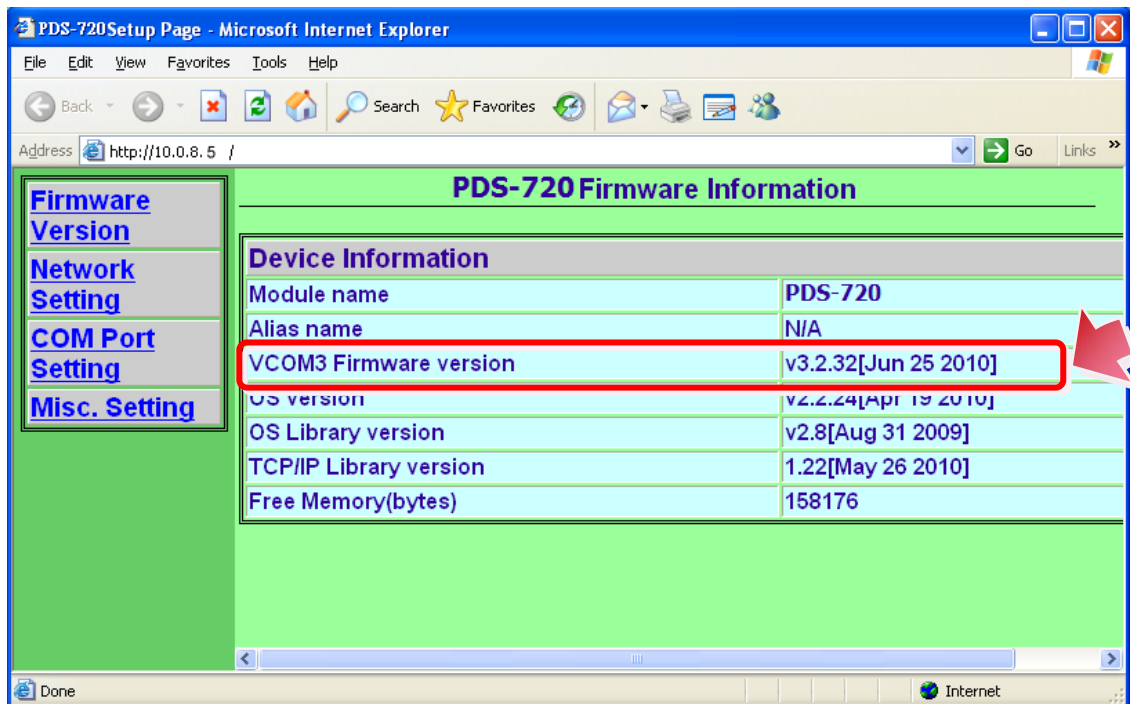 PDS-720Setup Page - Microsoft Internet Explorer
File Edit View Favorites Tools Help
Back Search Favorites
Address http://10.0.8. 5 / Go Links »
Firmware
Version
Network
Setting
COM Port
Setting
Misc. Setting
PDS-720 Firmware Information
Device Information
Module name PDS-720
Alias name N/A
VCOM3 Firmware version v3.2.32[Jun 25 2010]
OS version v2.2.24[Apr 19 2010]
OS Library version v2.8[Aug 31 2009]
TCP/IP Library version 1.22[May 26 2010]
Free Memory(bytes) 158176
Done Internet